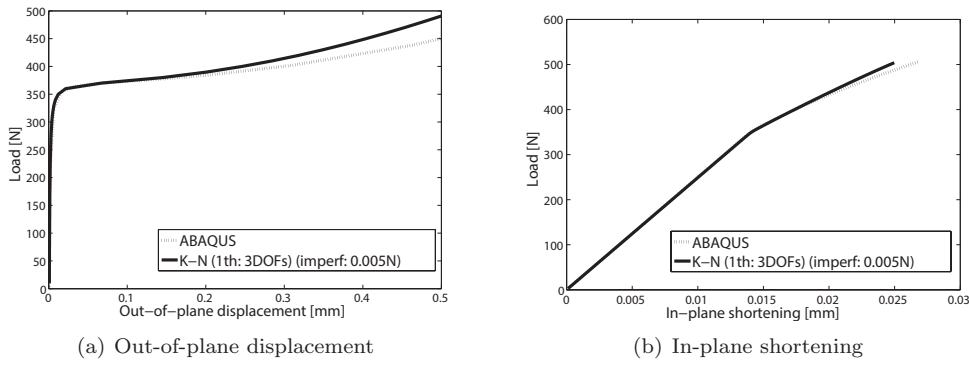 500
450
400
350
300
250
200
150
100
50
0
Load [N]
ABAQUS
K−N (1th: 3DOFs) (imperf: 0.005N)
0 0.1 0.2 0.3 0.4 0.5
Out−of−plane displacement [mm]
(a) Out-of-plane displacement
600
500
400
300
200
100
0
Load [N]
ABAQUS
K−N (1th: 3DOFs) (imperf: 0.005N)
0 0.005 0.01 0.015 0.02 0.025 0.03
In−plane shortening [mm]
(b) In-plane shortening